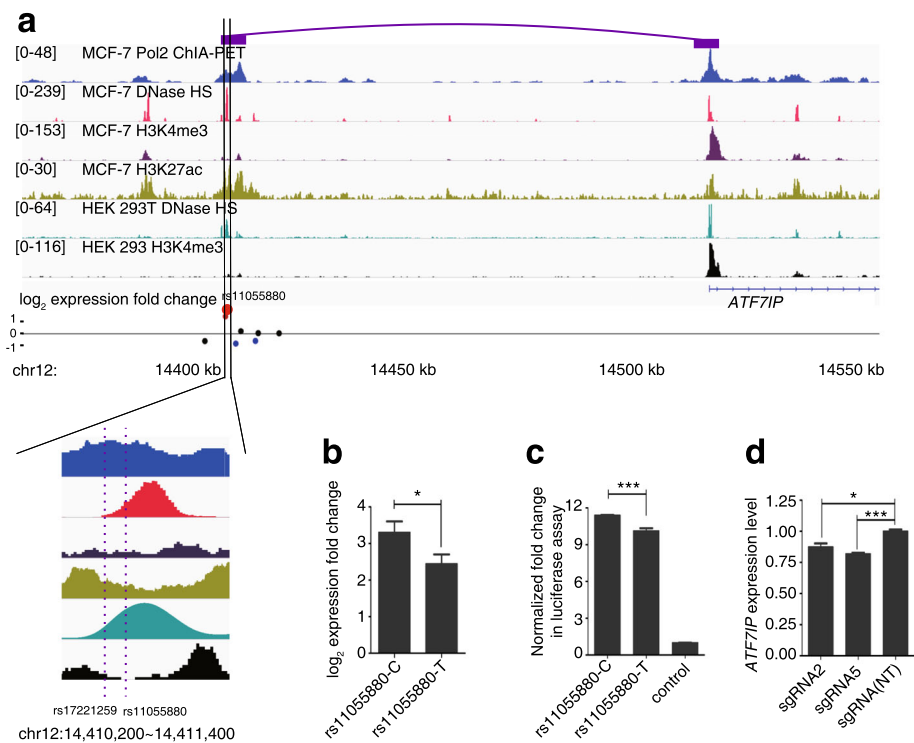 a
[0-48] MCF-7 Pol2 ChIA-PET
[0-239] MCF-7 DNase HS
[0-153] MCF-7 H3K4me3
[0-30] MCF-7 H3K27ac
[0-64] HEK 293T DNase HS
[0-116] HEK 293 H3K4me3
log2 expression fold change rs11055880
ATF7IP
1
0
-1
chr12: 14400 kb 14450 kb 14500 kb 14550 kb
rs17221259 rs11055880
chr12:14,410,200~14,411,400
b
log2 expression fold change
4
3
2
1
0
*
rs11055880-C
rs11055880-T
c
Normalized fold change
in luciferase assay
12
9
6
3
0
***
rs11055880-C
rs11055880-T
control
d
ATF7IP expression level
1.25
1.00
0.75
0.50
0.25
0.00
*
***
sgRNA2
sgRNA5
sgRNA(NT)